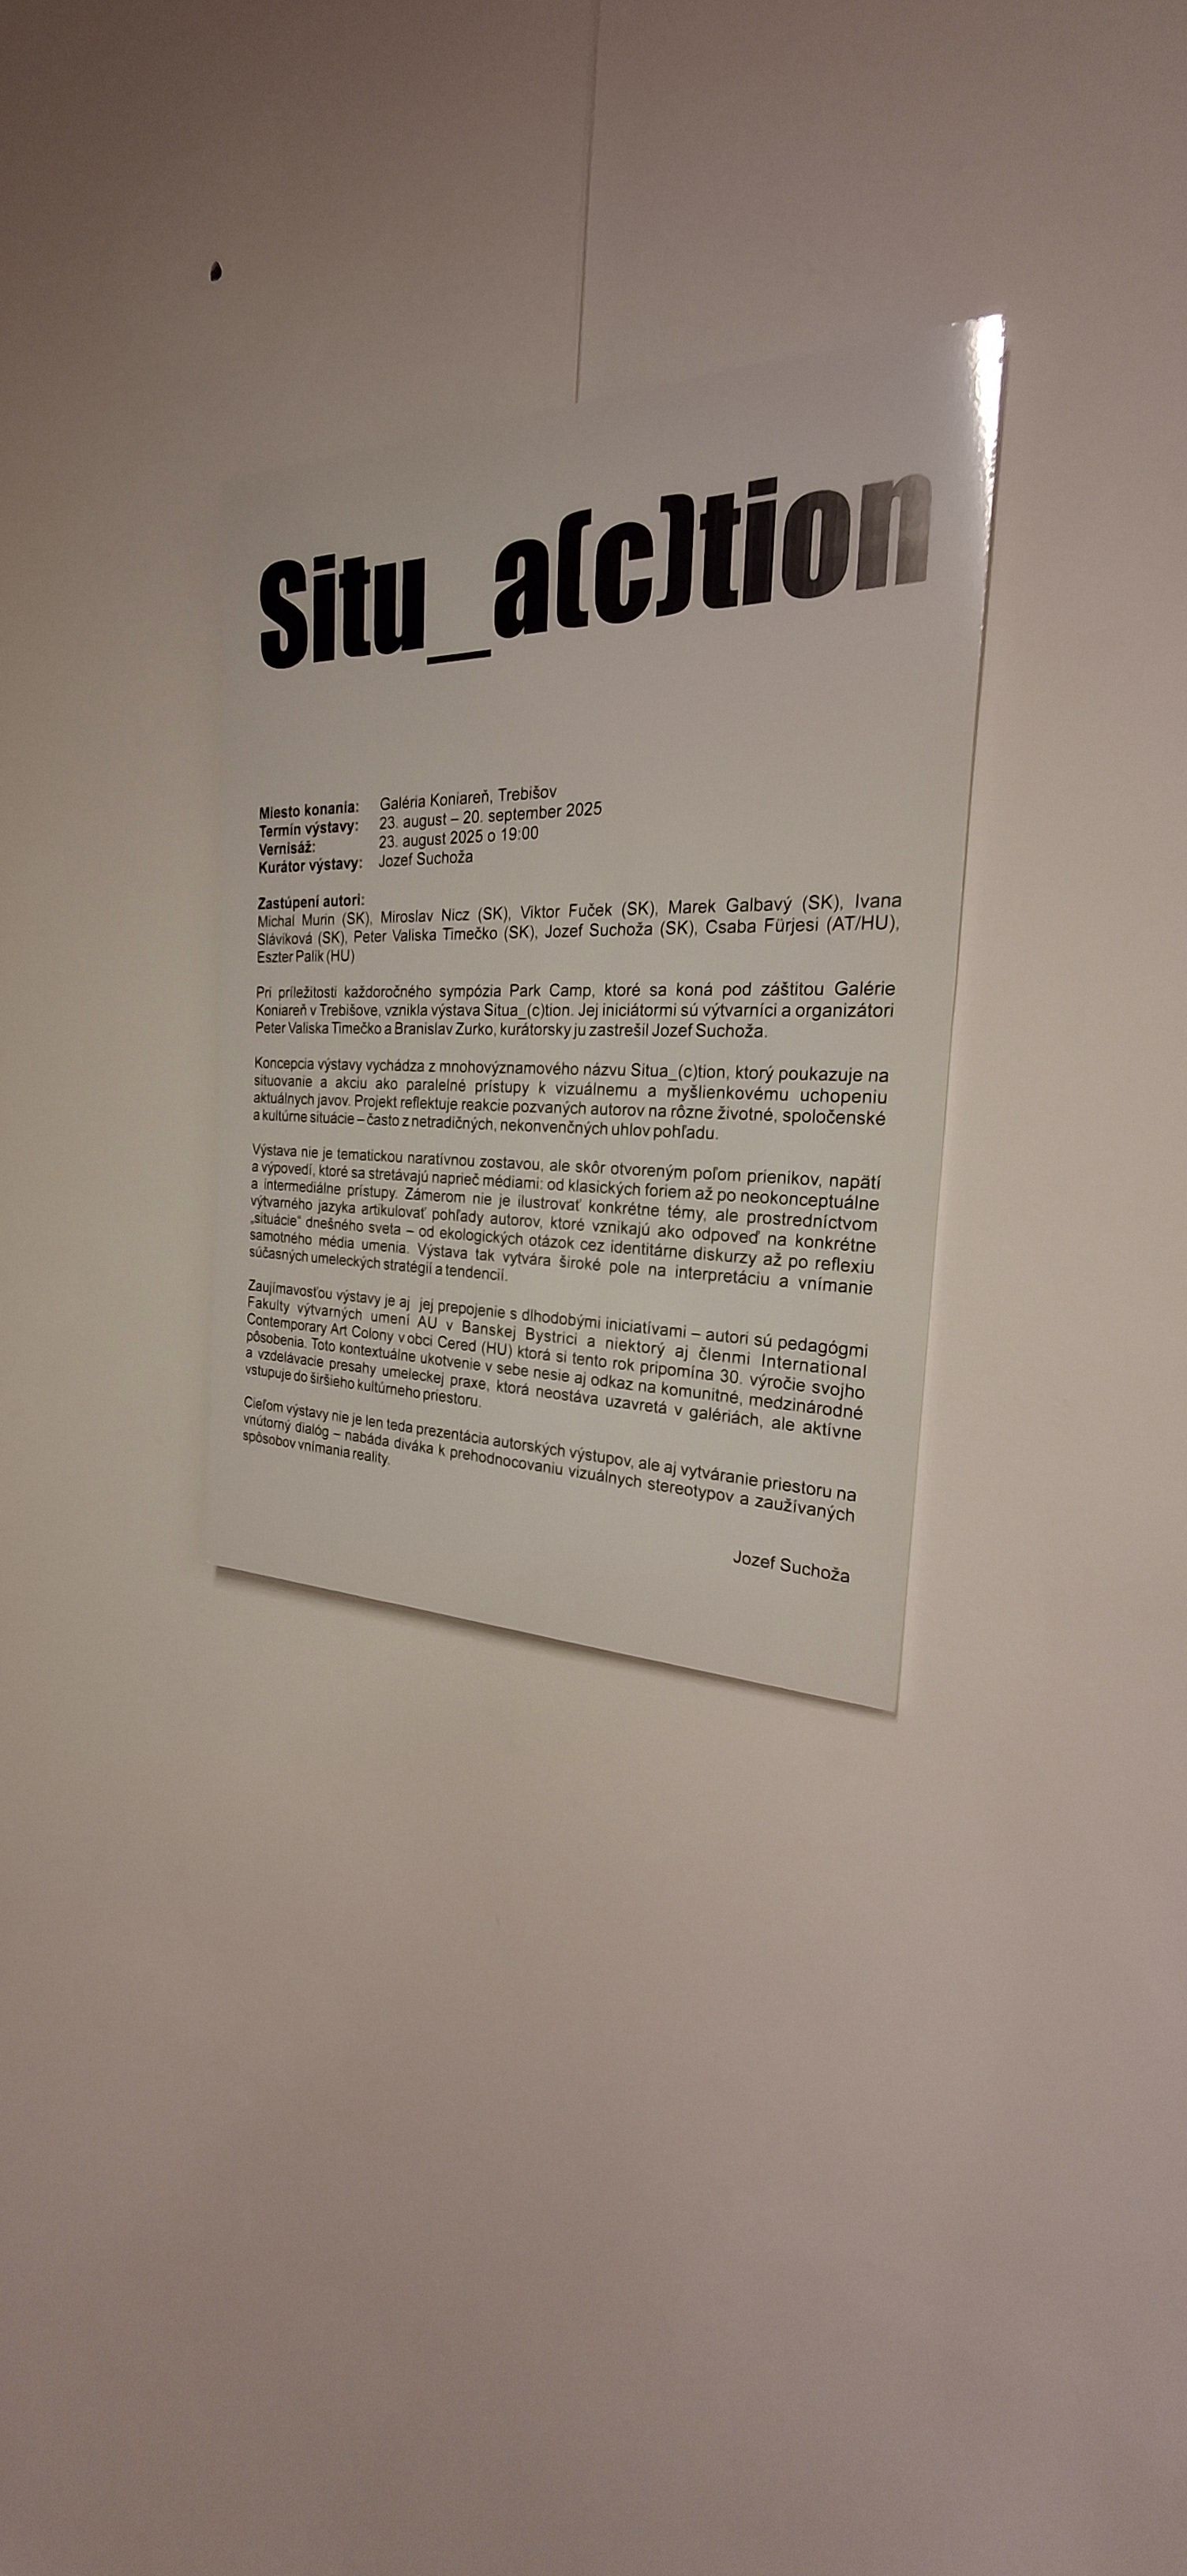 Situ_a(c)tion
Miesto konania: Galéria Koniareň, Trebišov
Termín výstavy: 23. august – 20. september 2025
Vernisáž: 23. august 2025 o 19:00
Kurátor výstavy: Jozef Suchoža
Zastúpení autori:
Michal Murin (SK), Miroslav Nicz (SK), Viktor Fuček (SK), Marek Galbavý (SK), Ivana
Sláviková (SK), Peter Valiska Timečko (SK), Jozef Suchoža (SK), Csaba Fürjesi (AT/HU),
Eszter Palik (HU)
Pri príležitosti každoročného sympózia Park Camp, ktoré sa koná pod záštitou Galérie
Koniareň v Trebišove, vznikla výstava Situa_(c)tion. Jej iniciátormi sú výtvarníci a organizátori
Peter Valiska Timečko a Branislav Zurko, kurátorsky ju zastrešil Jozef Suchoža.
Koncepcia výstavy vychádza z mnohovýznamového názvu Situa_(c)tion, ktorý poukazuje na
situovanie a akciu ako paralelné prístupy k vizuálnemu a myšlienkovému uchopeniu
aktuálnych javov. Projekt reflektuje reakcie pozvaných autorov na rôzne životné, spoločenské
a kultúrne situácie – často z netradičných, nekonvenčných uhlov pohľadu.
Výstava nie je tematickou naratívnou zostavou, ale skôr otvoreným poľom prienikov, napätí
a výpovedí, ktoré sa stretávajú naprieč médiami: od klasických foriem až po neokonceptuálne
a intermediálne prístupy. Zámerom nie je ilustrovať konkrétne témy, ale prostredníctvom
výtvarného jazyka artikulovať pohľady autorov, ktoré vznikajú ako odpoveď na konkrétne
„situácie“ dnešného sveta – od ekologických otázok cez identitárne diskurzy až po reflexiu
samotného média umenia. Výstava tak vytvára široké pole na interpretáciu a vnímanie
súčasných umeleckých stratégií a tendencií.
Zaujímavosťou výstavy je aj jej prepojenie s dlhodobými iniciatívami – autori sú pedagógmi
Fakulty výtvarných umení AU v Banskej Bystrici a niektorý aj členmi International
Contemporary Art Colony v obci Cered (HU) ktorá si tento rok pripomína 30. výročie svojho
pôsobenia. Toto kontextuálne ukotvenie v sebe nesie aj odkaz na komunitné, medzinárodné
a vzdelávacie presahy umeleckej praxe, ktorá neostáva uzavretá v galériách, ale aktívne
vstupuje do širšieho kultúrneho priestoru.
Cieľom výstavy nie je len teda prezentácia autorských výstupov, ale aj vytváranie priestoru na
vnútorný dialóg – nabáda diváka k prehodnocovaniu vizuálnych stereotypov a zaužívaných
spôsobov vnímania reality.
Jozef Suchoža